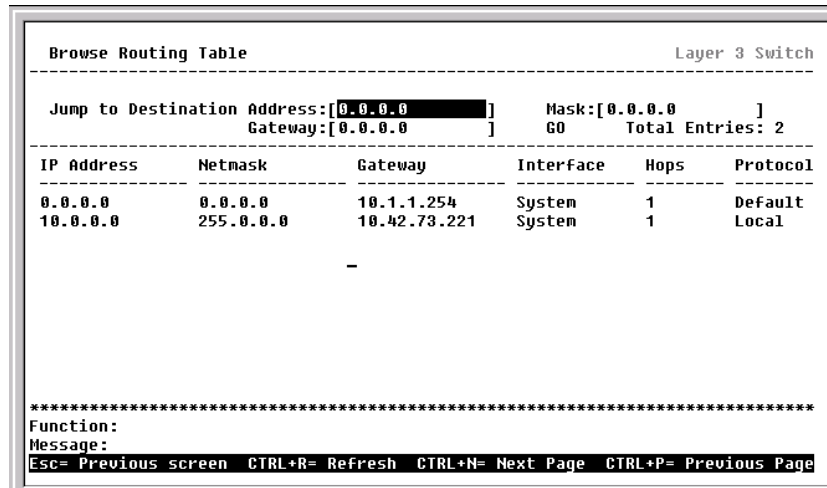 Browse Routing Table Layer 3 Switch
Jump to Destination Address:[0.0.0.0 ] Mask:[0.0.0.0 ]
Gateway:[0.0.0.0 ] GO Total Entries: 2
IP Address Netmask Gateway Interface Hops Protocol
0.0.0.0 0.0.0.0 10.1.1.254 System 1 Default
10.0.0.0 255.0.0.0 10.42.73.221 System 1 Local
********************************************************************************
Function:
Message:
Esc= Previous screen CTRL+R= Refresh CTRL+N= Next Page CTRL+P= Previous Page